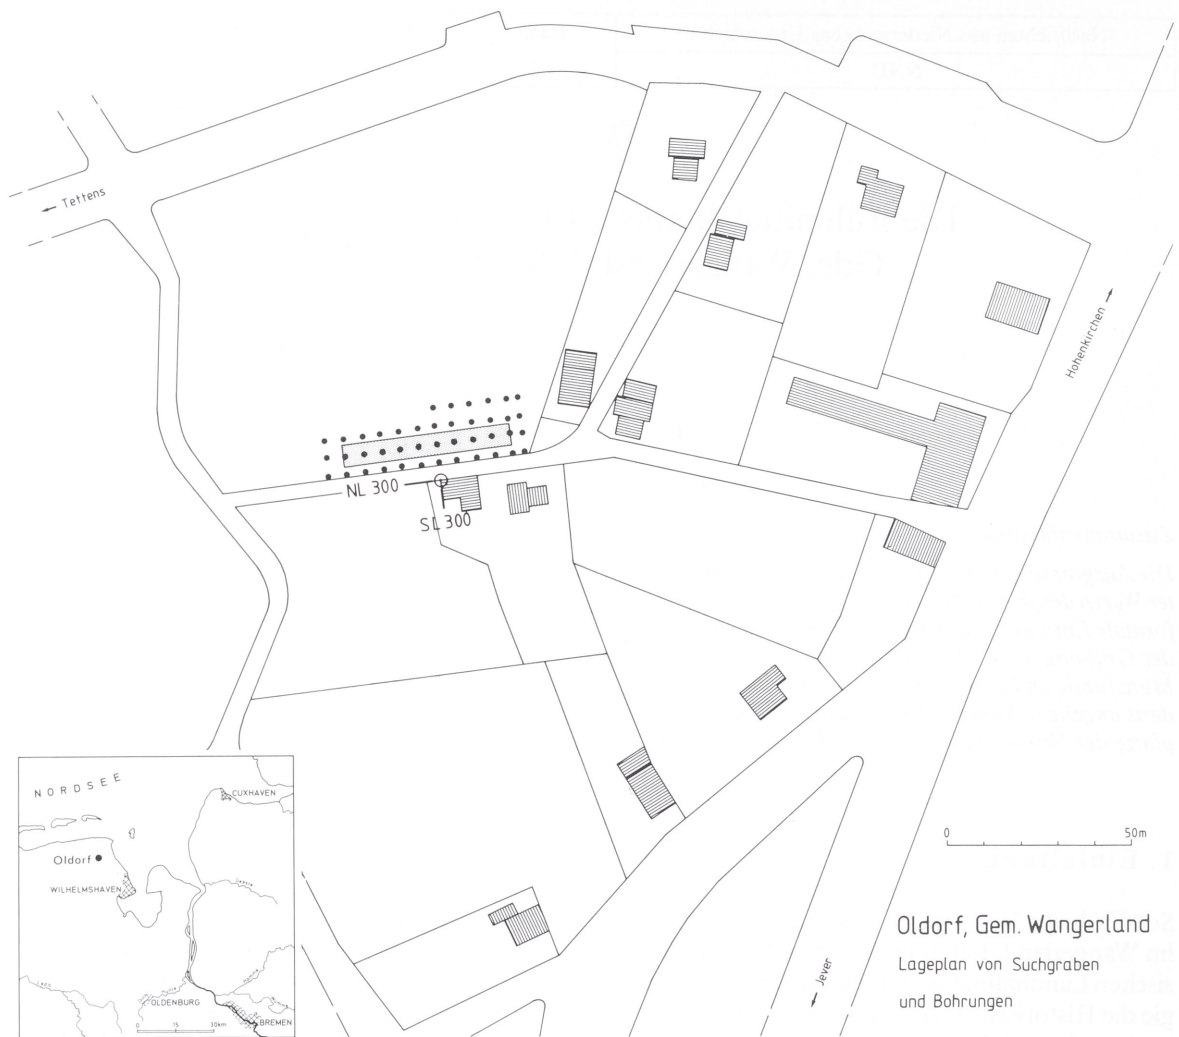 Tettens
Hohenkirchen
NL 300
SL 300
NORDSEE
CUXHAVEN
Oldorf
WILHELMSHAVEN
OLDENBURG
BREMEN
0 15 30km
0 50m
Oldorf, Gem. Wangerland
Lageplan von Suchgraben
und Bohrungen
Jever